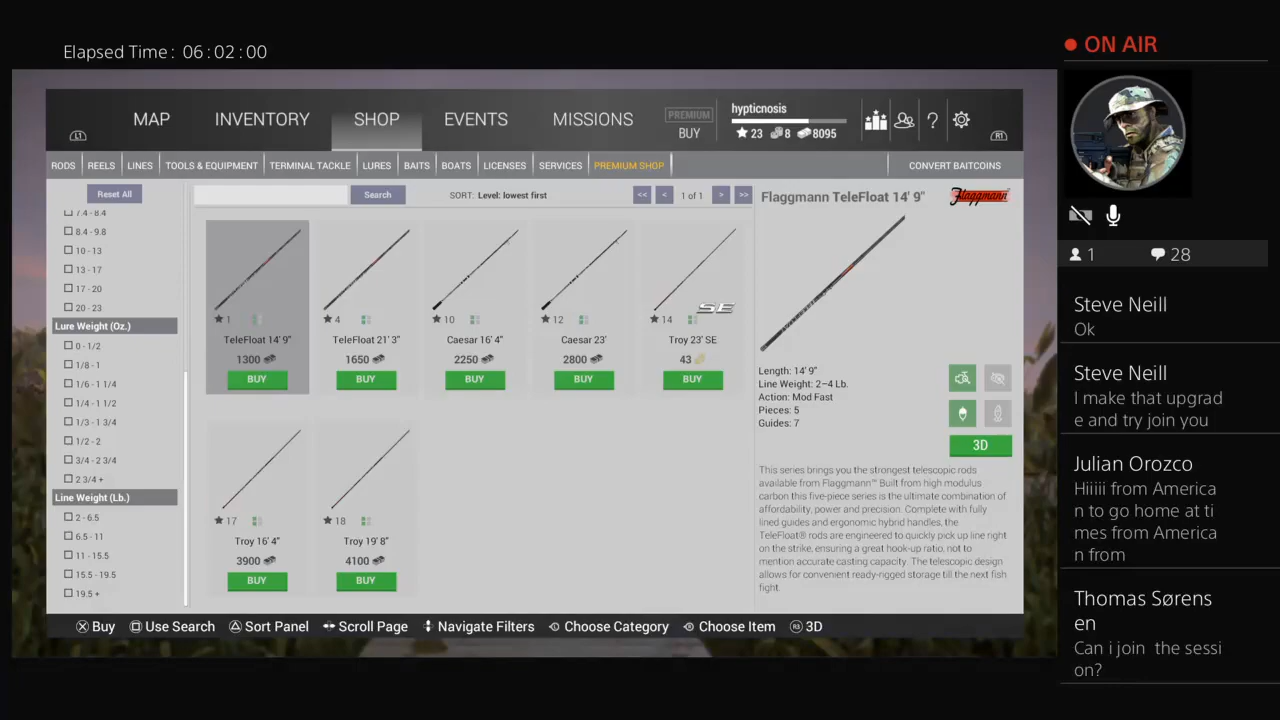 Elapsed Time: 06:02:00
ON AIR
MAP INVENTORY SHOP EVENTS MISSIONS
PREMIUM
BUY
hypticnosis
23 8 8095
L1
R1
?
RODS REELS LINES TOOLS & EQUIPMENT TERMINAL TACKLE LURES BAITS BOATS LICENSES SERVICES PREMIUM SHOP
CONVERT BAITCOINS
Reset All
Search
SORT: Level: lowest first
<< < 1 of 1 > >>
7.4 - 8.4
8.4 - 9.8
10 - 13
13 - 17
17 - 20
20 - 23
Lure Weight (Oz.)
0 - 1/2
1/8 - 1
1/6 - 1 1/4
1/4 - 1 1/2
1/3 - 1 3/4
1/2 - 2
3/4 - 2 3/4
2 3/4 +
Line Weight (Lb.)
2 - 6.5
6.5 - 11
11 - 15.5
15.5 - 19.5
19.5 +
1
TeleFloat 14' 9"
1300
BUY
4
TeleFloat 21' 3"
1650
BUY
10
Caesar 16' 4"
2250
BUY
12
Caesar 23'
2800
BUY
SE
14
Troy 23' SE
43
BUY
17
Troy 16' 4"
3900
BUY
18
Troy 19' 8"
4100
BUY
Flaggmann TeleFloat 14' 9"
Flaggmann
Length: 14' 9"
Line Weight: 2–4 Lb.
Action: Mod Fast
Pieces: 5
Guides: 7
3D
This series brings you the strongest telescopic rods
available from Flaggmann™ Built from high modulus
carbon this five-piece series is the ultimate combination of
affordability, power and precision. Complete with fully
lined guides and ergonomic hybrid handles, the
TeleFloat® rods are engineered to quickly pick up line right
on the strike, ensuring a great hook-up ratio, not to
mention accurate casting capacity. The telescopic design
allows for convenient ready-rigged storage till the next fish
fight.
Buy Use Search Sort Panel Scroll Page Navigate Filters Choose Category Choose Item R3 3D
1 28
Steve Neill
Ok
Steve Neill
I make that upgrad
e and try join you
Julian Orozco
Hiiiii from America
n to go home at ti
mes from America
n from
Thomas Sørens
en
Can i join the sessi
on?